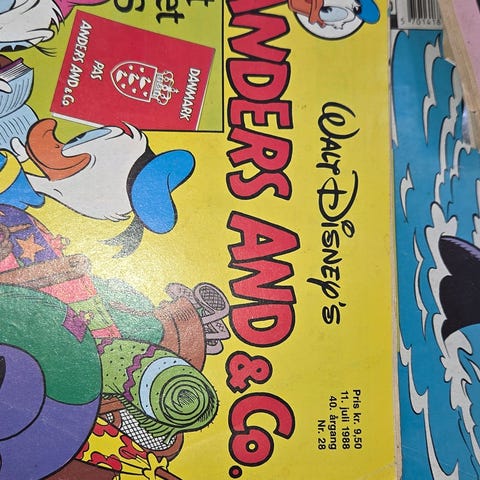 WALT DISNEY'S
ANDERS AND & Co.
Pris kr. 9,50
11. juli 1988
40. årgang
Nr. 28
DANMARK
PAS
ANDERS AND & Co